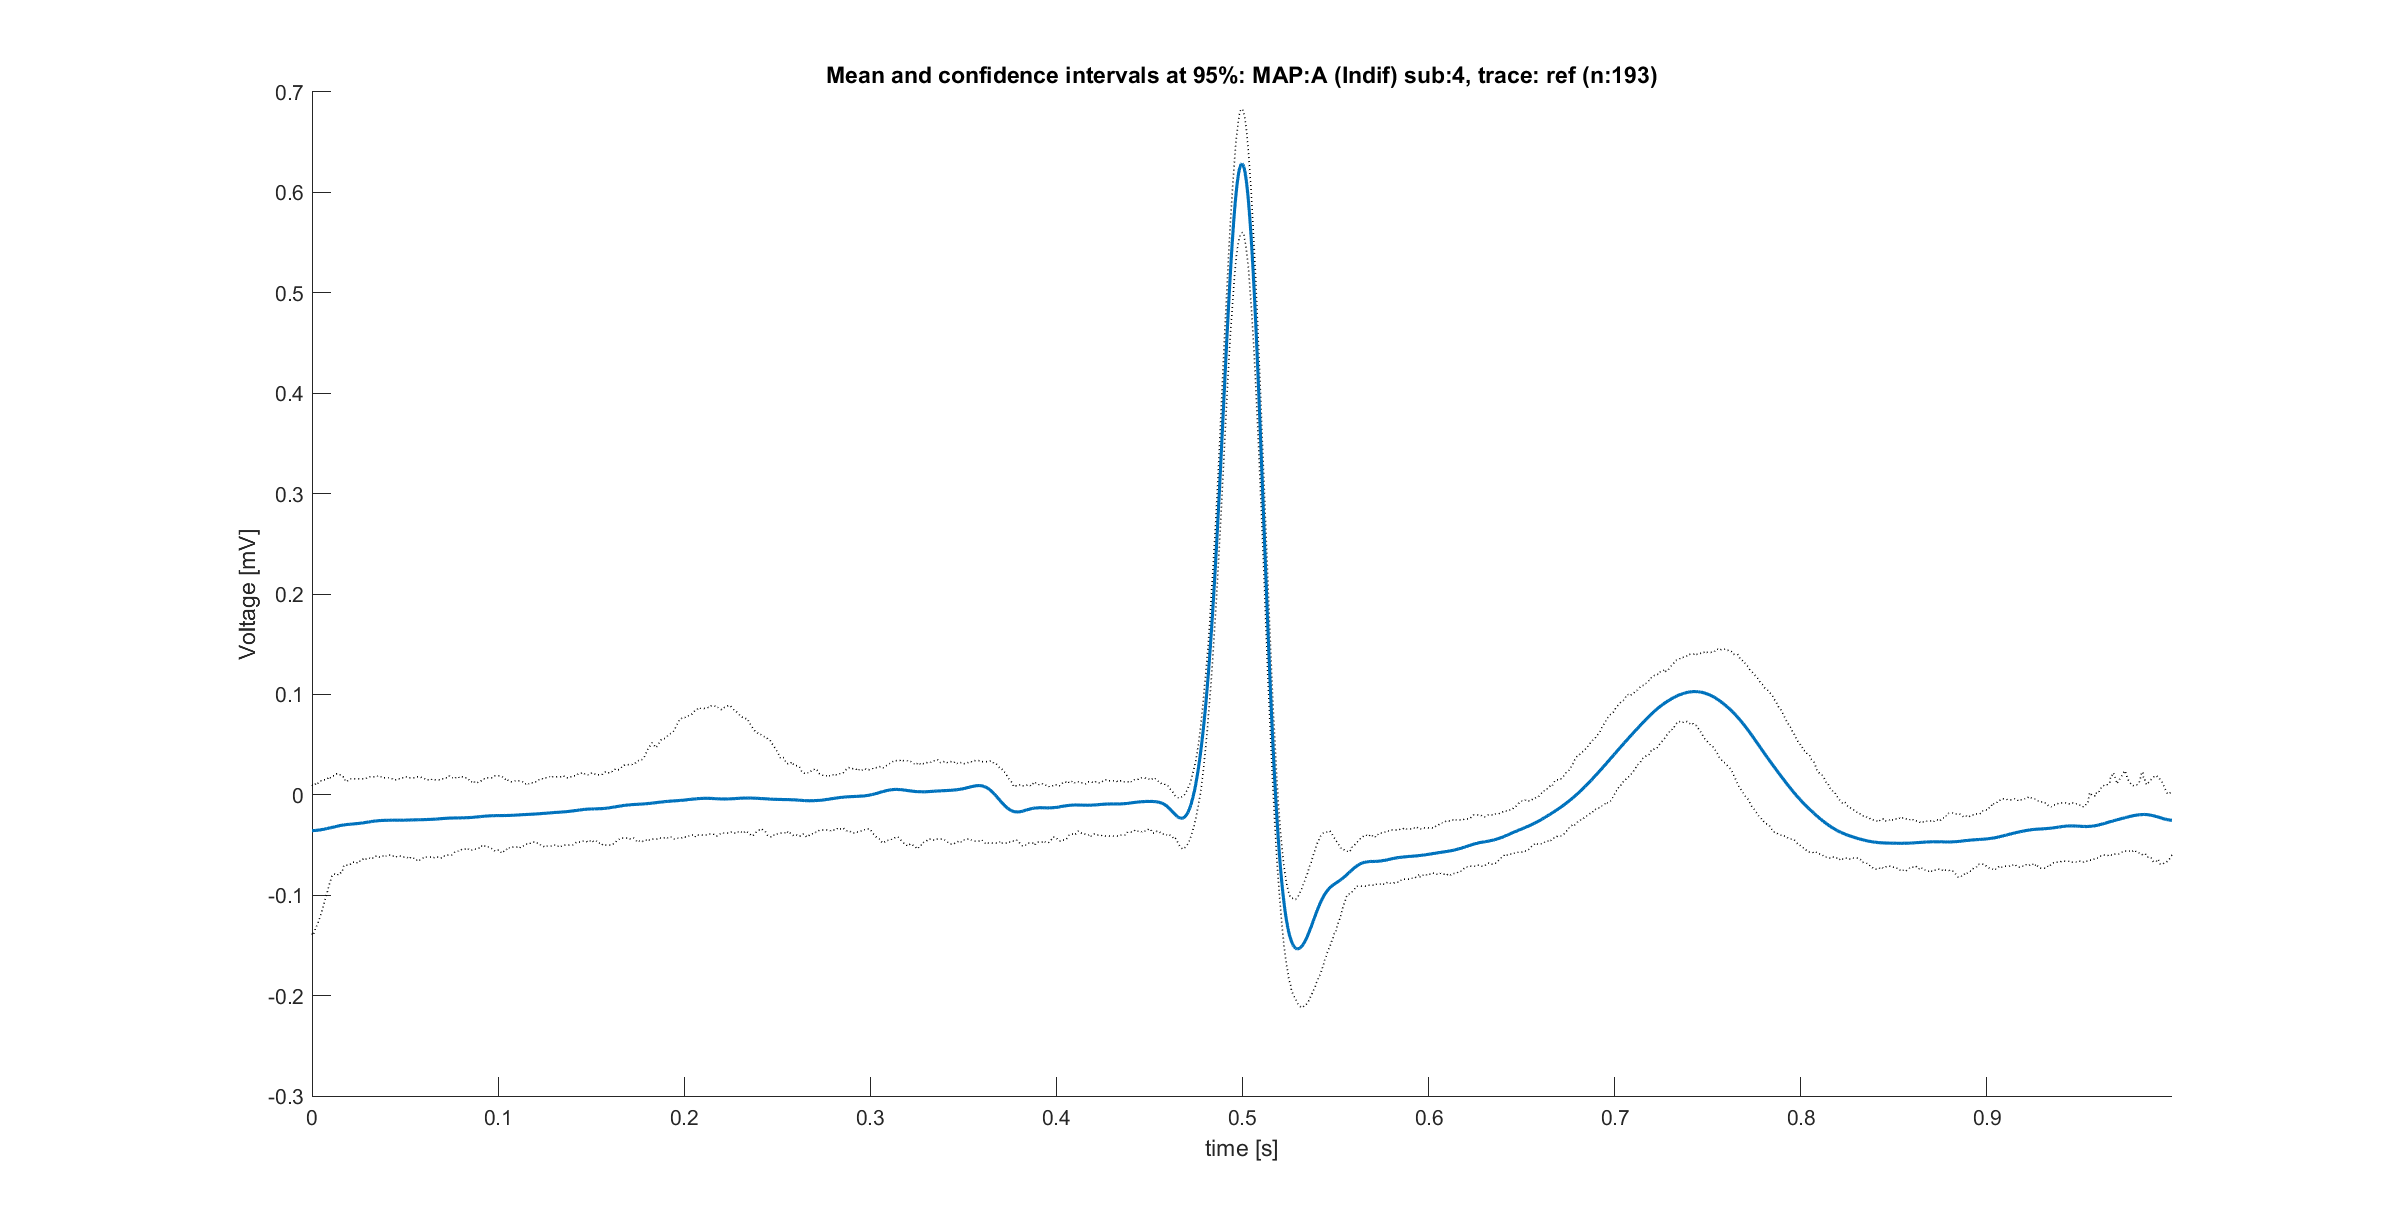 Mean and confidence intervals at 95%: MAP:A (Indif) sub:4, trace: ref (n:193)
0.7
0.6
0.5
0.4
0.3
0.2
0.1
0
-0.1
-0.2
-0.3
Voltage [mV]
0 0.1 0.2 0.3 0.4 0.5 0.6 0.7 0.8 0.9
time [s]